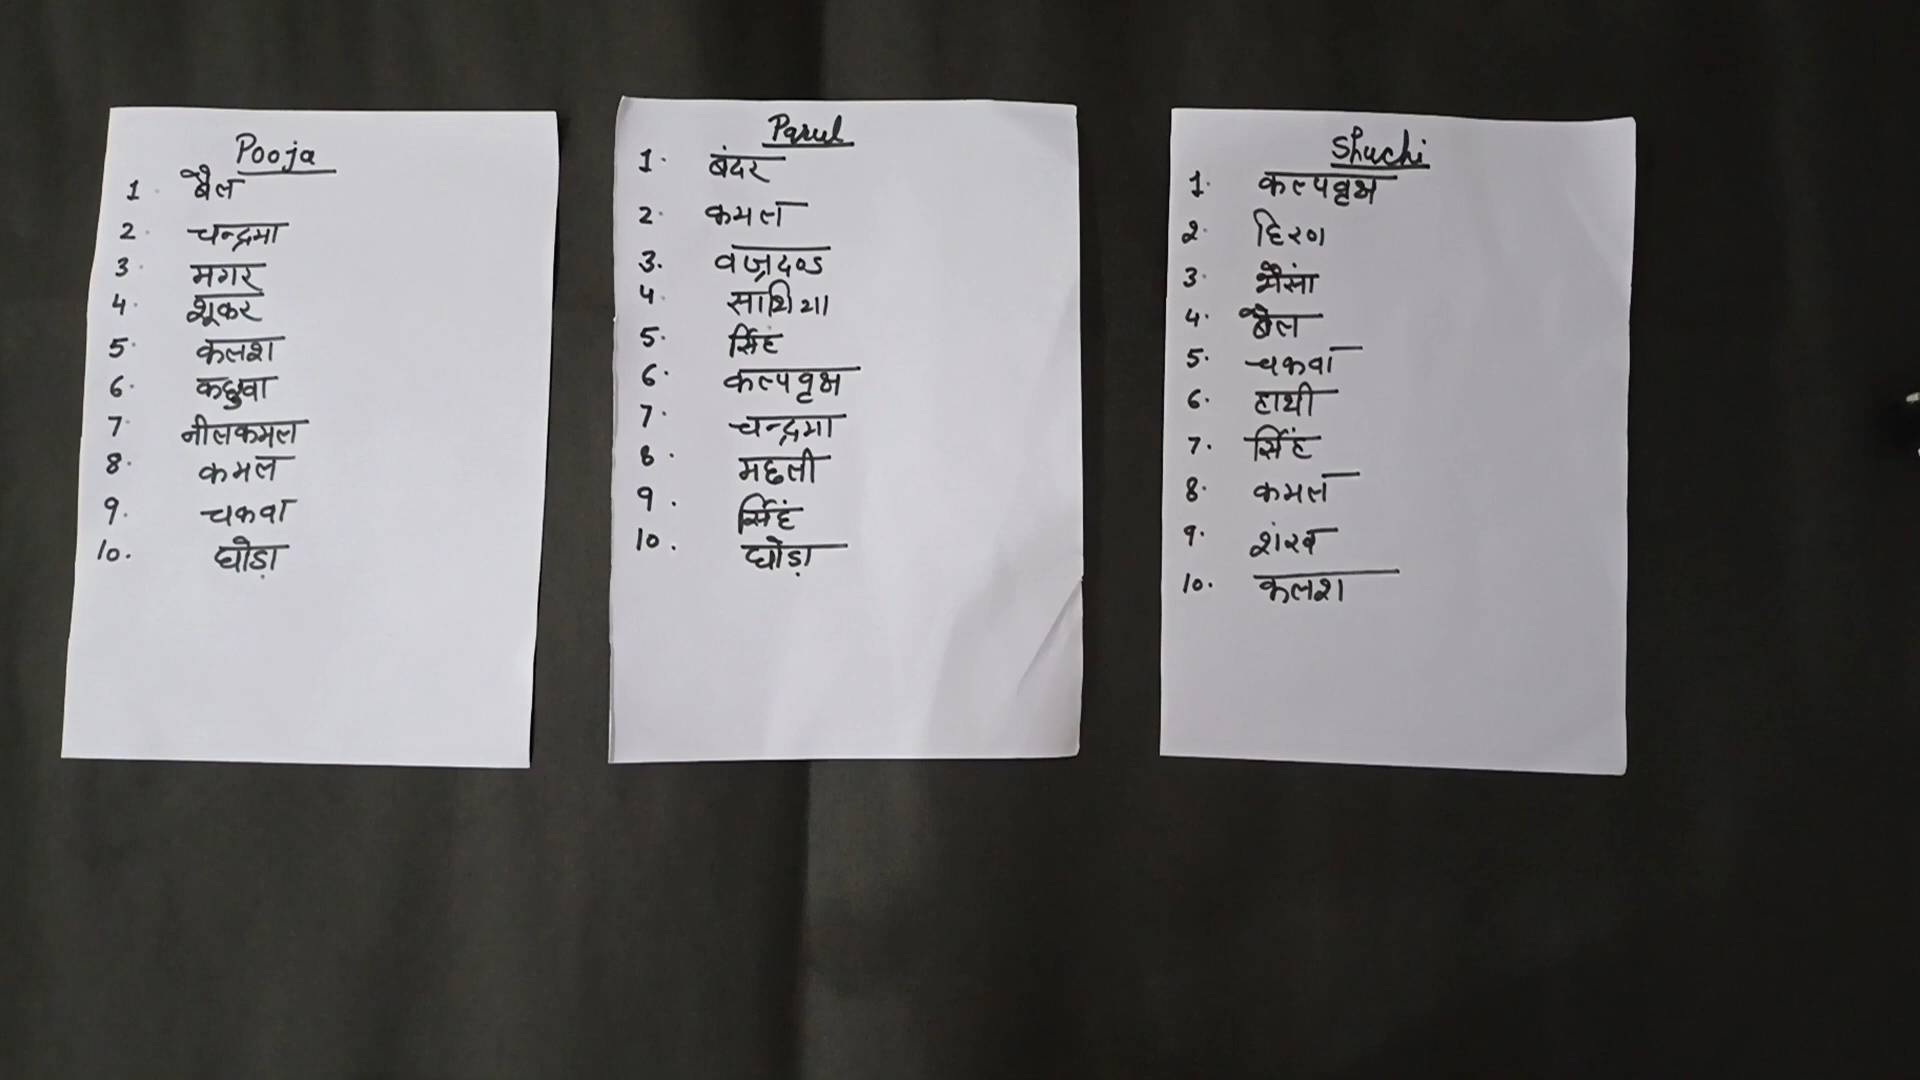 Pooja
1. बैल
2. चन्द्रमा
3. मगर
4. शूकर
5. कलश
6. कछुवा
7. नीलकमल
8. कमल
9. चकवा
10. घोड़ा
Parul
1. बंदर
2. कमल
3. वज्रदण्ड
4. साथिया
5. सिंह
6. कल्पवृक्ष
7. चन्द्रमा
8. मछली
9. सिंह
10. घोड़ा
Shuchi
1. कल्पवृक्ष
2. हिरण
3. भैसां
4. बैल
5. चकवा
6. हाथी
7. सिंह
8. कमल
9. शंख
10. कलश